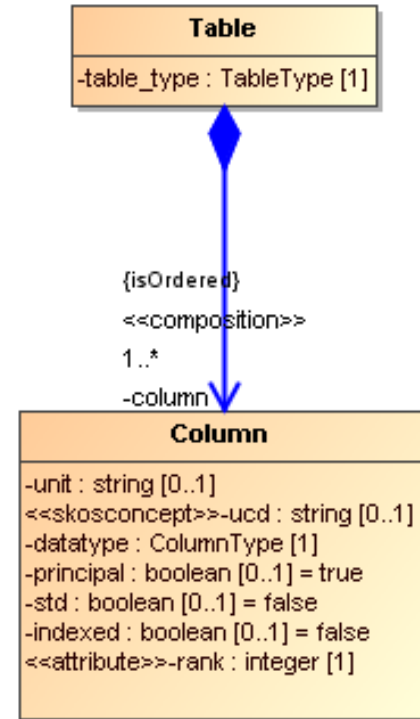 Table
-table_type : TableType [1]
{isOrdered}
<<composition>>
1..*
-column
Column
-unit : string [0..1]
<<skosconcept>>-ucd : string [0..1]
-datatype : ColumnType [1]
-principal : boolean [0..1] = true
-std : boolean [0..1] = false
-indexed : boolean [0..1] = false
<<attribute>>-rank : integer [1]